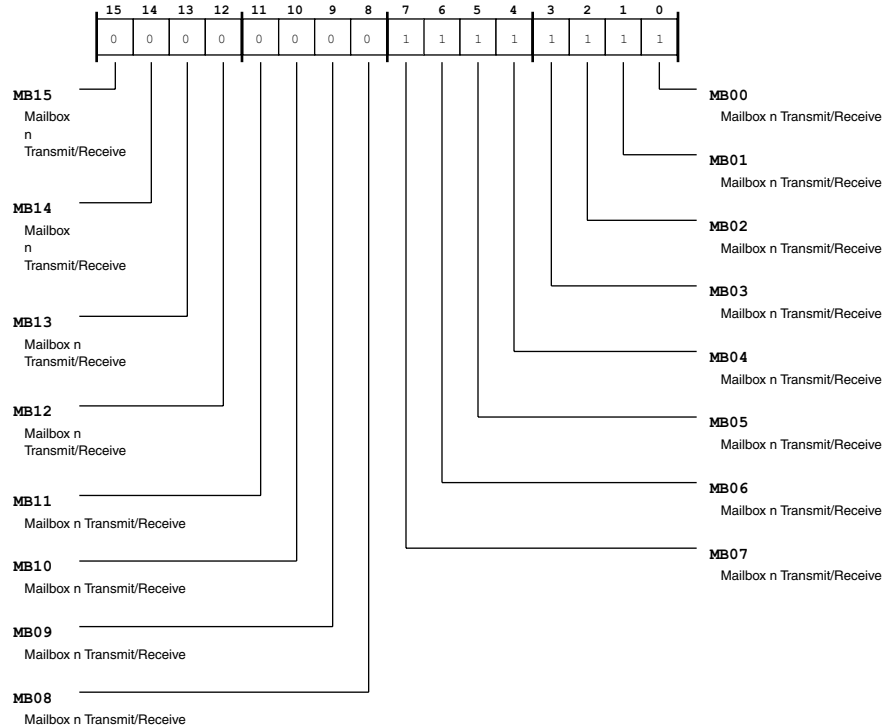 15 14 13 12 11 10 9 8 7 6 5 4 3 2 1 0
0 0 0 0 0 0 0 0 1 1 1 1 1 1 1 1
MB15
Mailbox
n
Transmit/Receive
MB14
Mailbox
n
Transmit/Receive
MB13
Mailbox n
Transmit/Receive
MB12
Mailbox n
Transmit/Receive
MB11
Mailbox n Transmit/Receive
MB10
Mailbox n Transmit/Receive
MB09
Mailbox n Transmit/Receive
MB08
Mailbox n Transmit/Receive
MB00
Mailbox n Transmit/Receive
MB01
Mailbox n Transmit/Receive
MB02
Mailbox n Transmit/Receive
MB03
Mailbox n Transmit/Receive
MB04
Mailbox n Transmit/Receive
MB05
Mailbox n Transmit/Receive
MB06
Mailbox n Transmit/Receive
MB07
Mailbox n Transmit/Receive